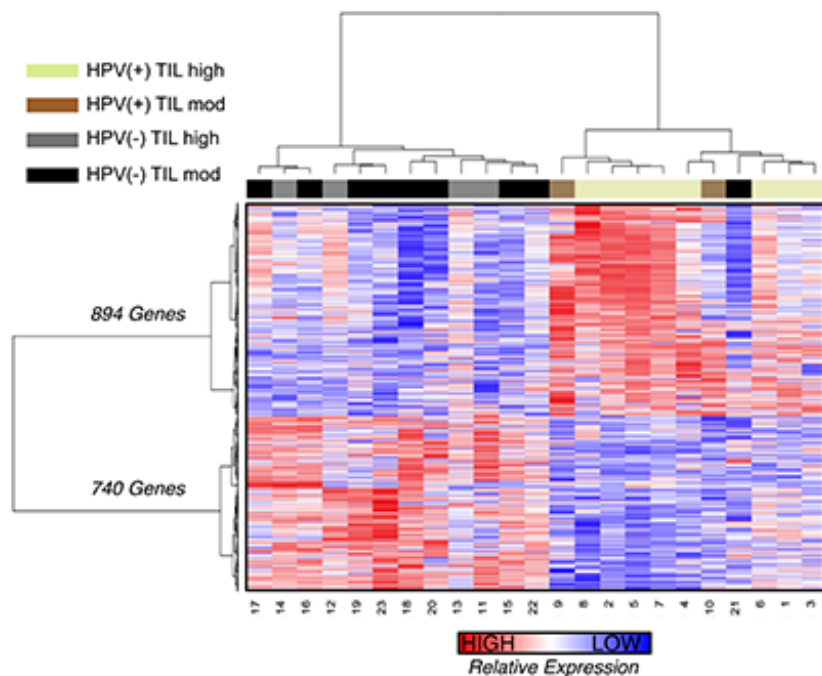 HPV(+) TIL high
HPV(+) TIL mod
HPV(-) TIL high
HPV(-) TIL mod
894 Genes
740 Genes
17 14 16 12 19 23 18 20 13 11 15 22 9 8 2 5 7 4 10 21 6 1 3
HIGH LOW
Relative Expression